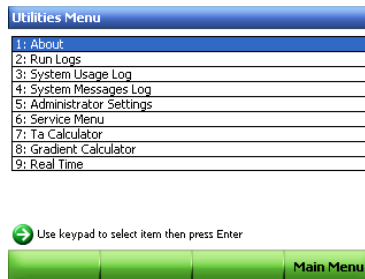 Utilities Menu
1: About
2: Run Logs
3: System Usage Log
4: System Messages Log
5: Administrator Settings
6: Service Menu
7: Ta Calculator
8: Gradient Calculator
9: Real Time
Use keypad to select item then press Enter
Main Menu